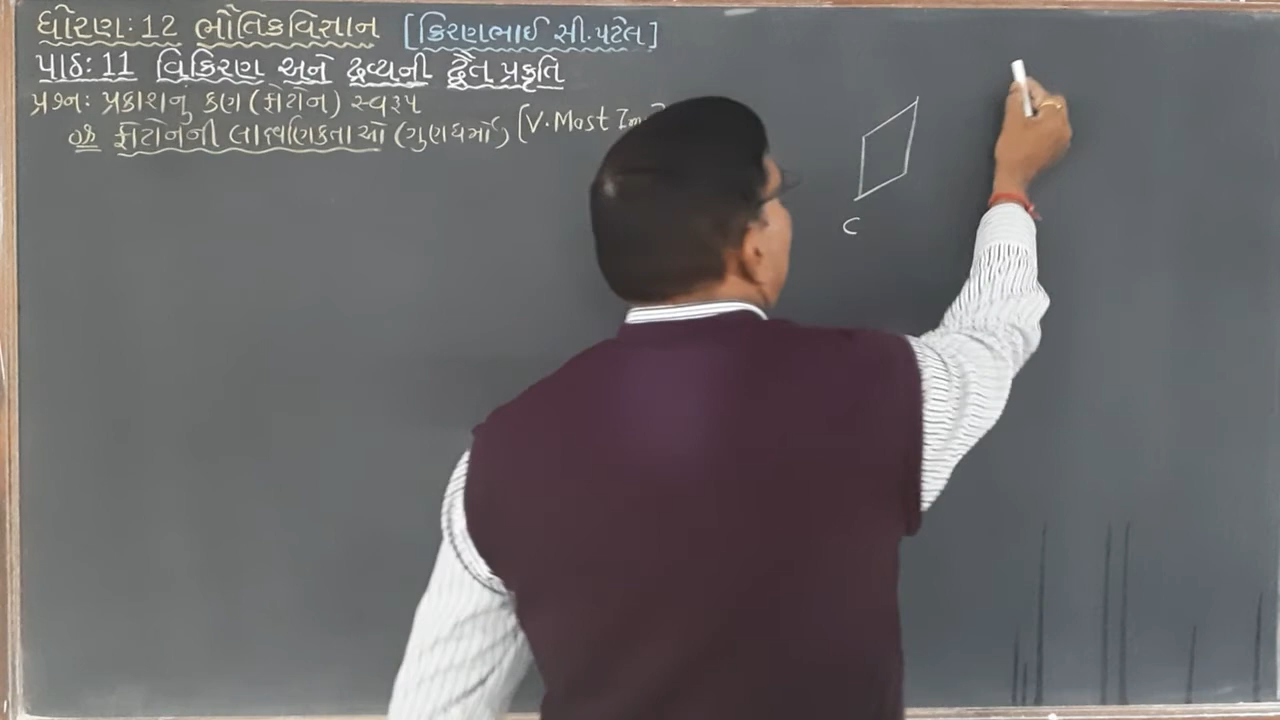 ધોરણ: 12 ભૌતિકવિજ્ઞાન [કિરણભાઈ સી. પટેલ]
પાઠ: 11 વિકિરણ અને દ્રવ્યની દ્વૈત પ્રકૃતિ
પ્રશ્ન: પ્રકાશનું કણ (ફોટોન) સ્વરૂપ
OR ફોટોનની લાક્ષણિકતાઓ (ગુણધર્મો) [V. Most
C